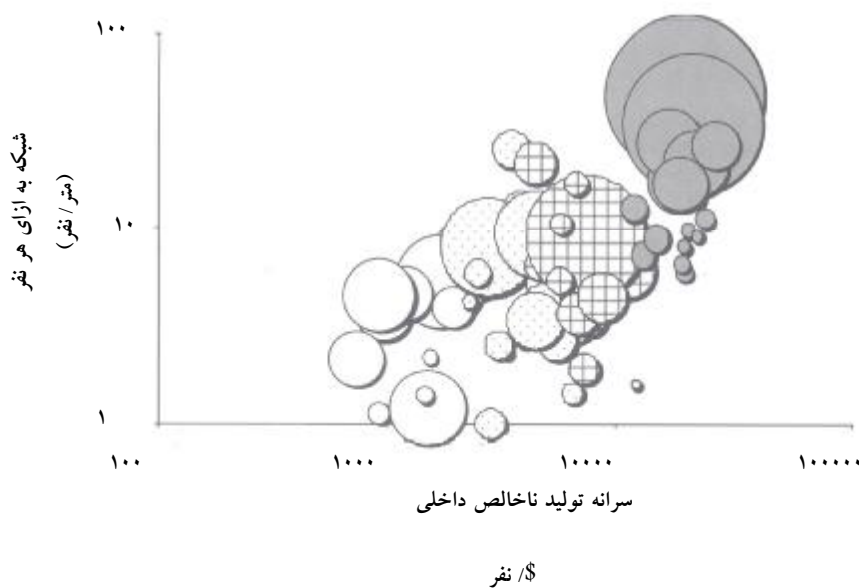 ۱۰۰
شبکه به ازای هر نفر
(متر/ نفر)
۱۰
۱
۱۰۰
۱۰۰۰
۱۰۰۰۰
۱۰۰۰۰۰
سرانه تولید ناخالص داخلی
$/ نفر